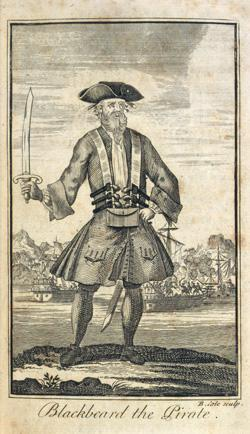 B. Cole sculp.
Blackbeard the Pirate.